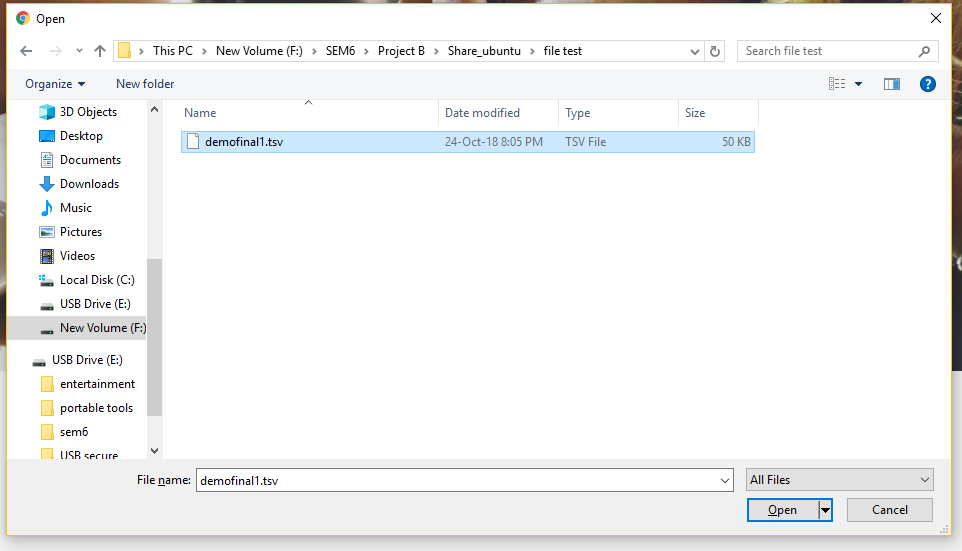 Open
This PC > New Volume (F:) > SEM6 > Project B > Share_ubuntu > file test
Search file test
Organize
New folder
?
3D Objects
Desktop
Documents
Downloads
Music
Pictures
Videos
Local Disk (C:)
USB Drive (E:)
New Volume (F:)
USB Drive (E:)
entertainment
portable tools
sem6
USB secure
Name Date modified Type Size
demofinal1.tsv 24-Oct-18 8:05 PM TSV File 50 KB
File name: demofinal1.tsv
All Files
Open
Cancel